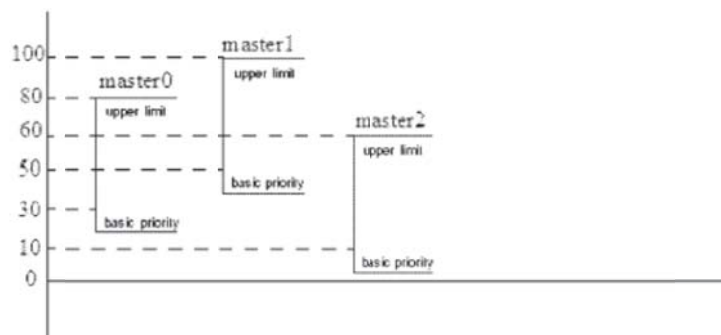 master1
100
upper limit
master0
80
upper limit
master2
60
upper limit
50
basic priority
30
basic priority
10
basic priority
0